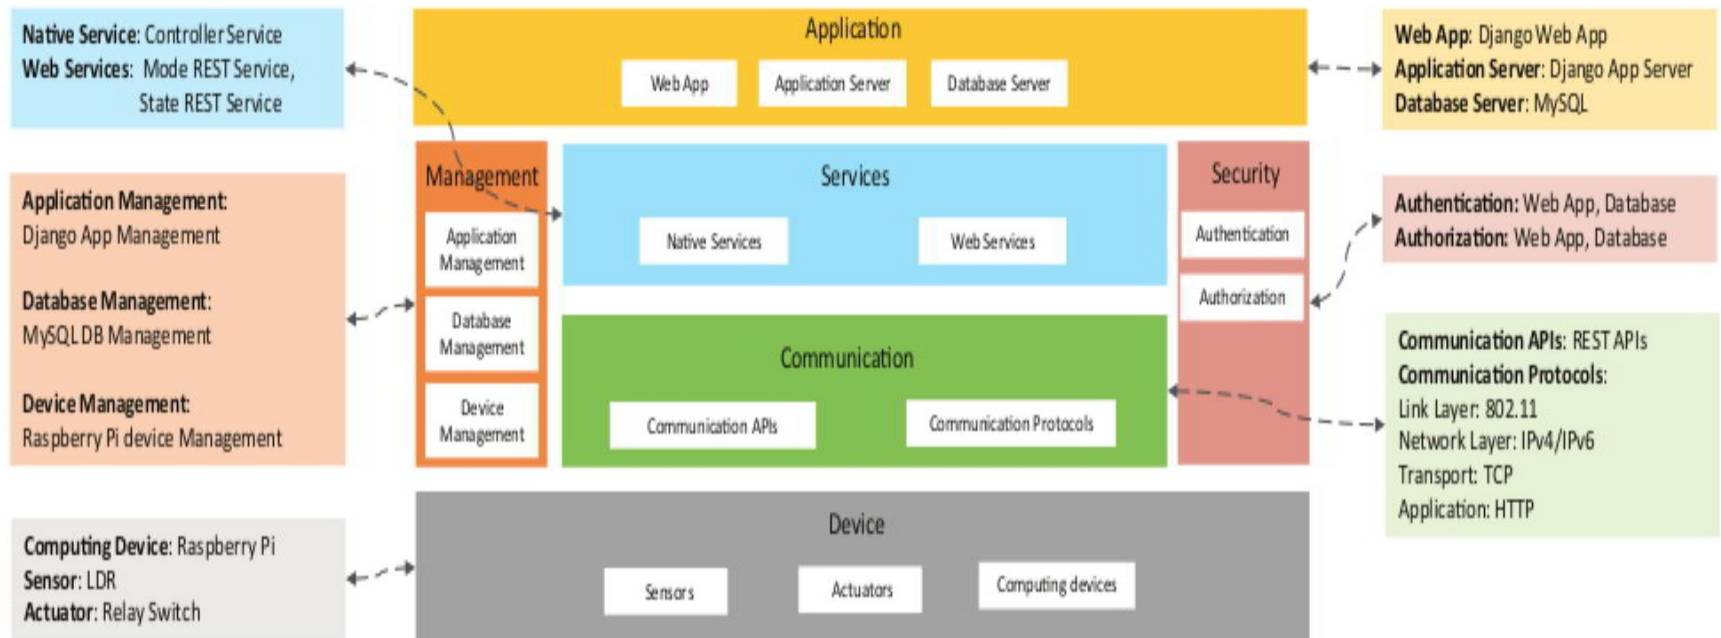 Native Service: Controller Service
Web Services: Mode REST Service,
State REST Service
Application Management:
Django App Management
Database Management:
MySQL DB Management
Device Management:
Raspberry Pi device Management
Computing Device: Raspberry Pi
Sensor: LDR
Actuator: Relay Switch
Application
Web App
Application Server
Database Server
Management
Application
Management
Database
Management
Device
Management
Services
Native Services
Web Services
Communication
Communication APIs
Communication Protocols
Security
Authentication
Authorization
Device
Sensors
Actuators
Computing devices
Web App: Django Web App
Application Server: Django App Server
Database Server: MySQL
Authentication: Web App, Database
Authorization: Web App, Database
Communication APIs: REST APIs
Communication Protocols:
Link Layer: 802.11
Network Layer: IPv4/IPv6
Transport: TCP
Application: HTTP